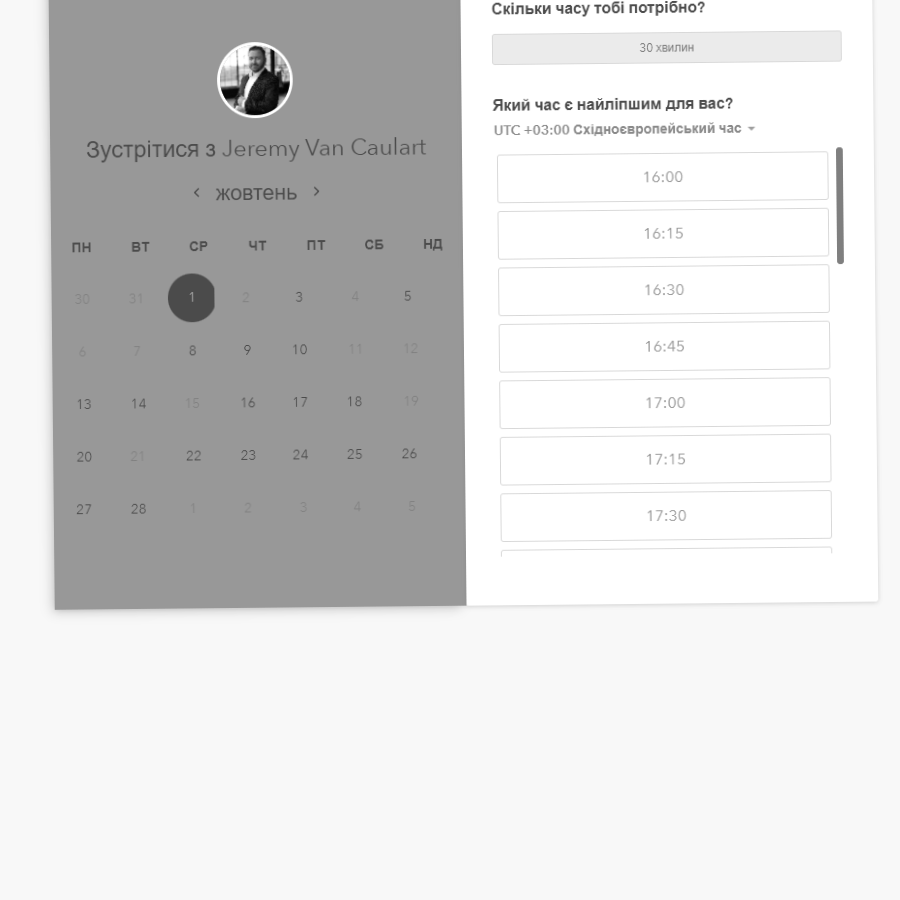 Зустрітися з Jeremy Van Caulart
жовтень
ПН ВТ СР ЧТ ПТ СБ НД
30 31 1 2 3 4 5
6 7 8 9 10 11 12
13 14 15 16 17 18 19
20 21 22 23 24 25 26
27 28 1 2 3 4 5
Скільки часу тобі потрібно?
30 хвилин
Який час є найліпшим для вас?
UTC +03:00 Східноєвропейський час
16:00
16:15
16:30
16:45
17:00
17:15
17:30